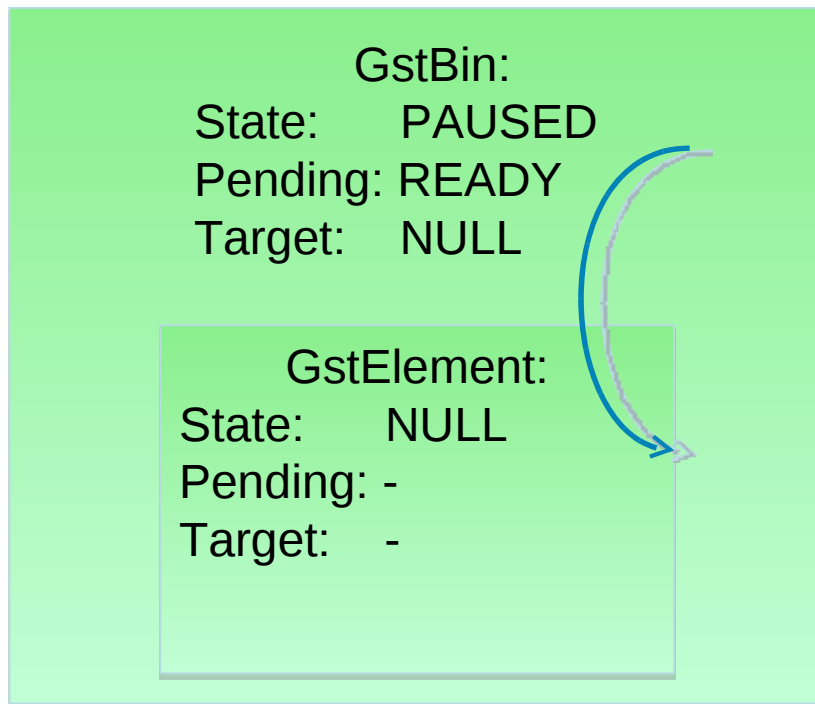 GstBin:
State: PAUSED
Pending: READY
Target: NULL
GstElement:
State: NULL
Pending: -
Target: -